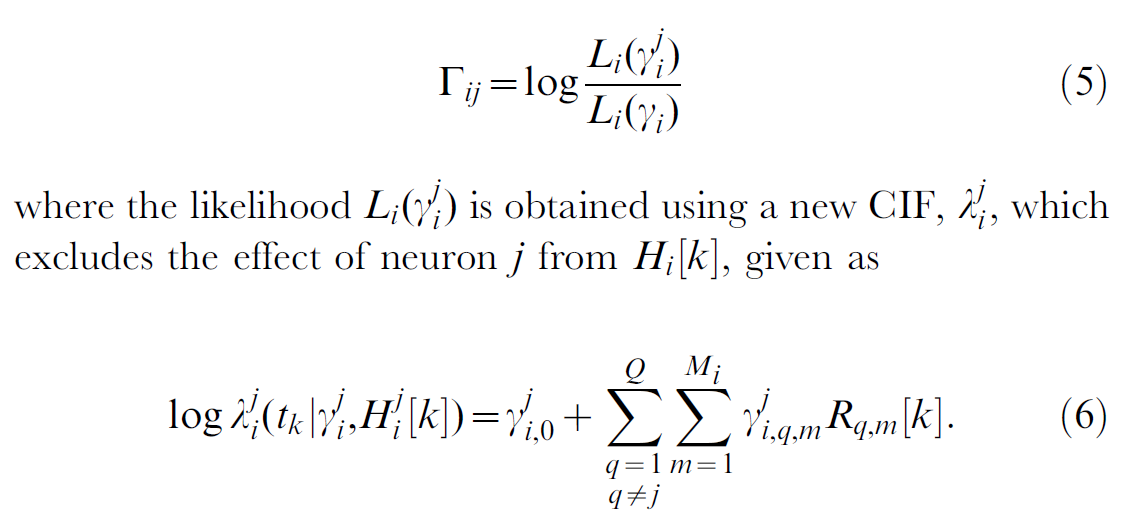 Γ_{ij} = log \frac{L_i(γ_i^j)}{L_i(γ_i)} (5)
where the likelihood L_i(γ_i^j) is obtained using a new CIF, λ_i^j, which
excludes the effect of neuron j from H_i[k], given as
log λ_i^j(t_k|γ_i^j,H_i^j[k]) = γ_{i,0}^j + \sum_{\substack{q=1 \\ q≠j}}^{Q} \sum_{m=1}^{M_i} γ_{i,q,m}^j R_{q,m}[k]. (6)